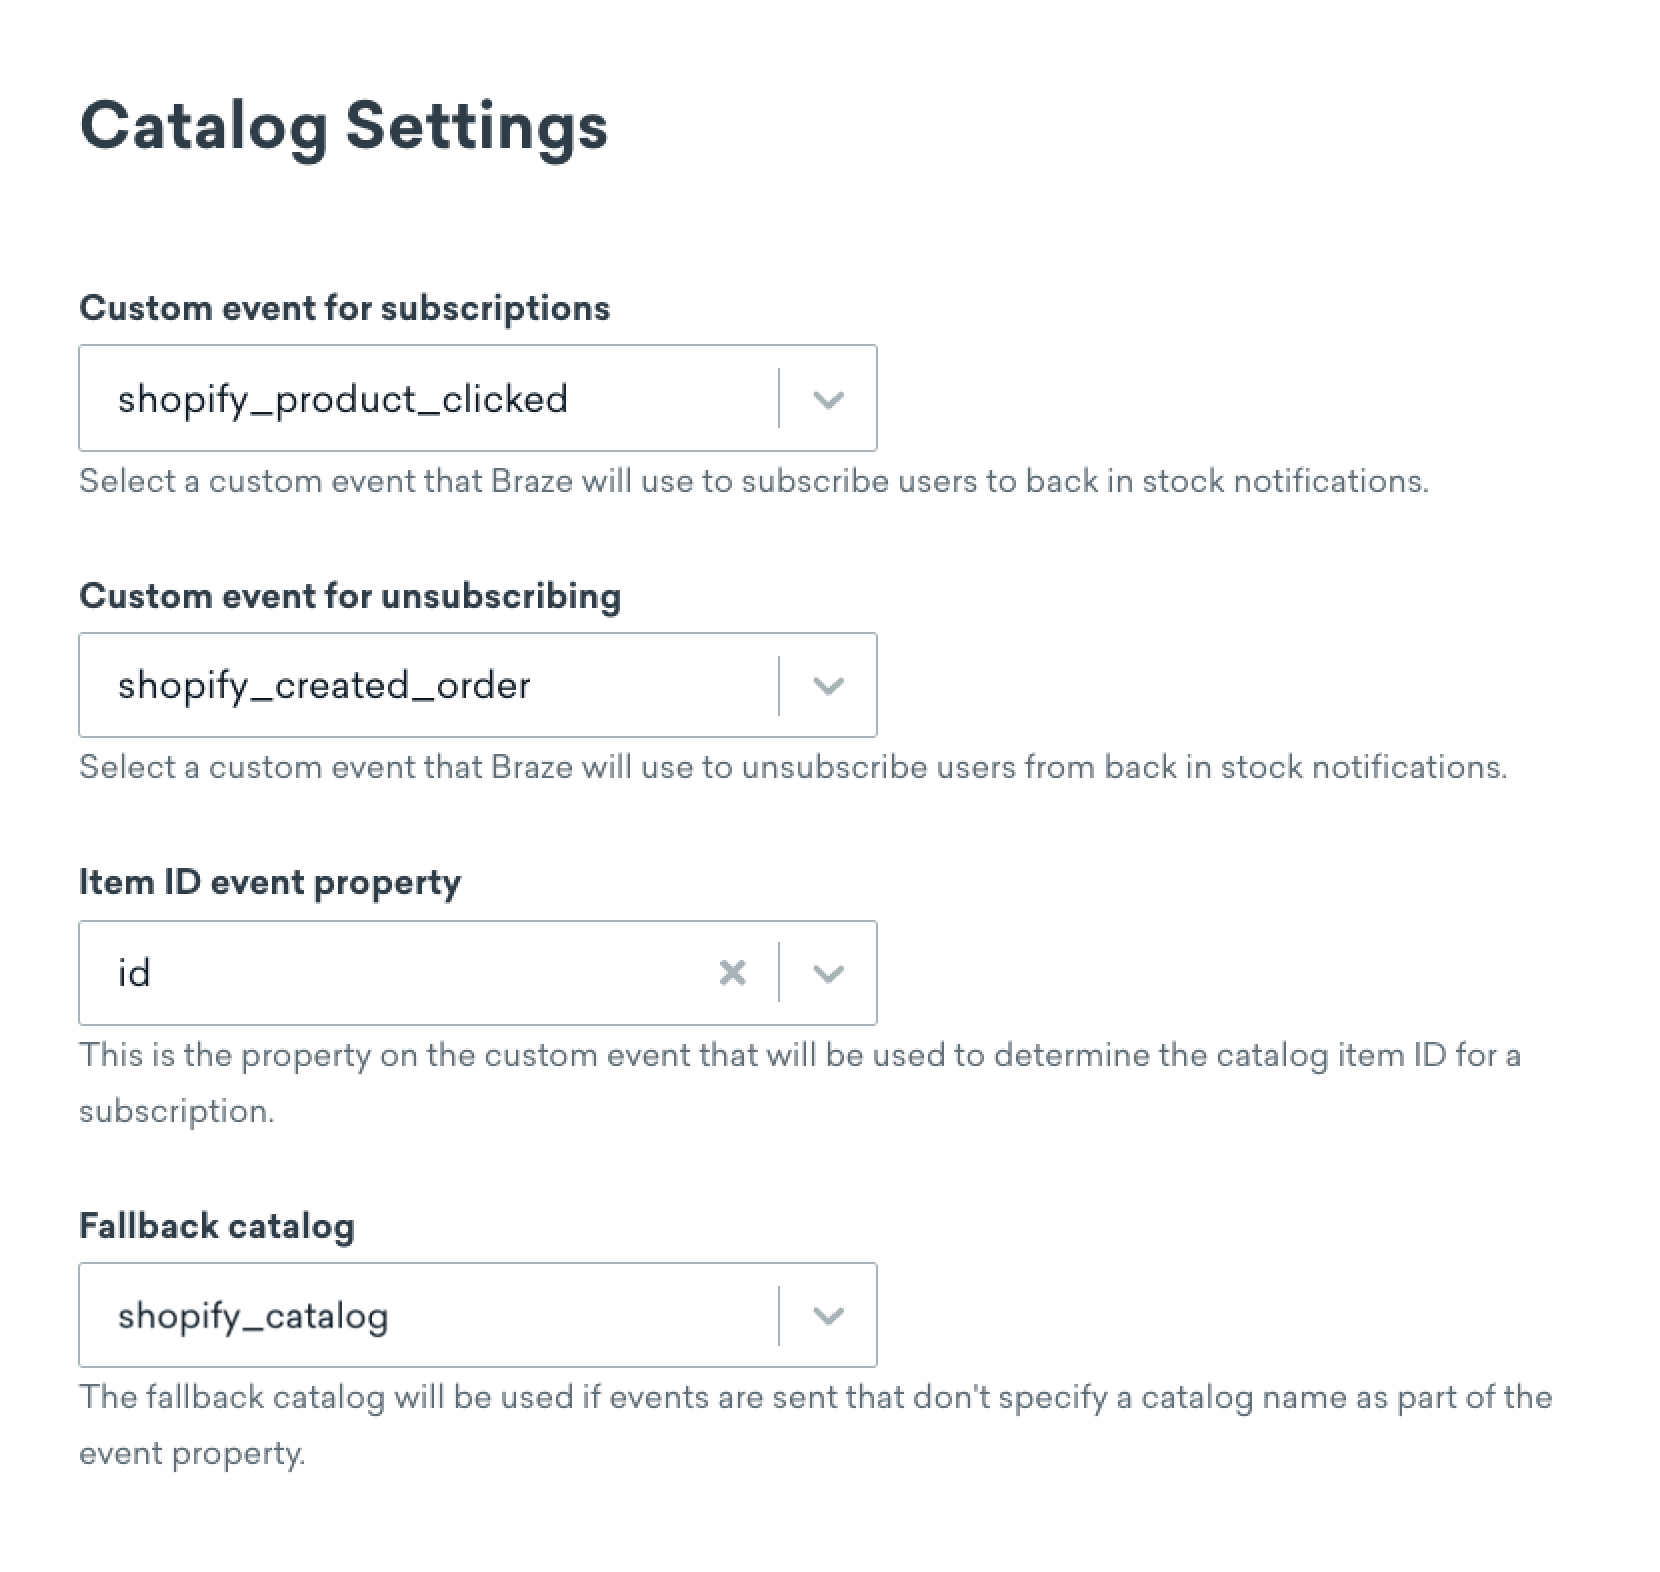 Catalog Settings
Custom event for subscriptions
shopify_product_clicked
Select a custom event that Braze will use to subscribe users to back in stock notifications.
Custom event for unsubscribing
shopify_created_order
Select a custom event that Braze will use to unsubscribe users from back in stock notifications.
Item ID event property
id
This is the property on the custom event that will be used to determine the catalog item ID for a
subscription.
Fallback catalog
shopify_catalog
The fallback catalog will be used if events are sent that don't specify a catalog name as part of the
event property.